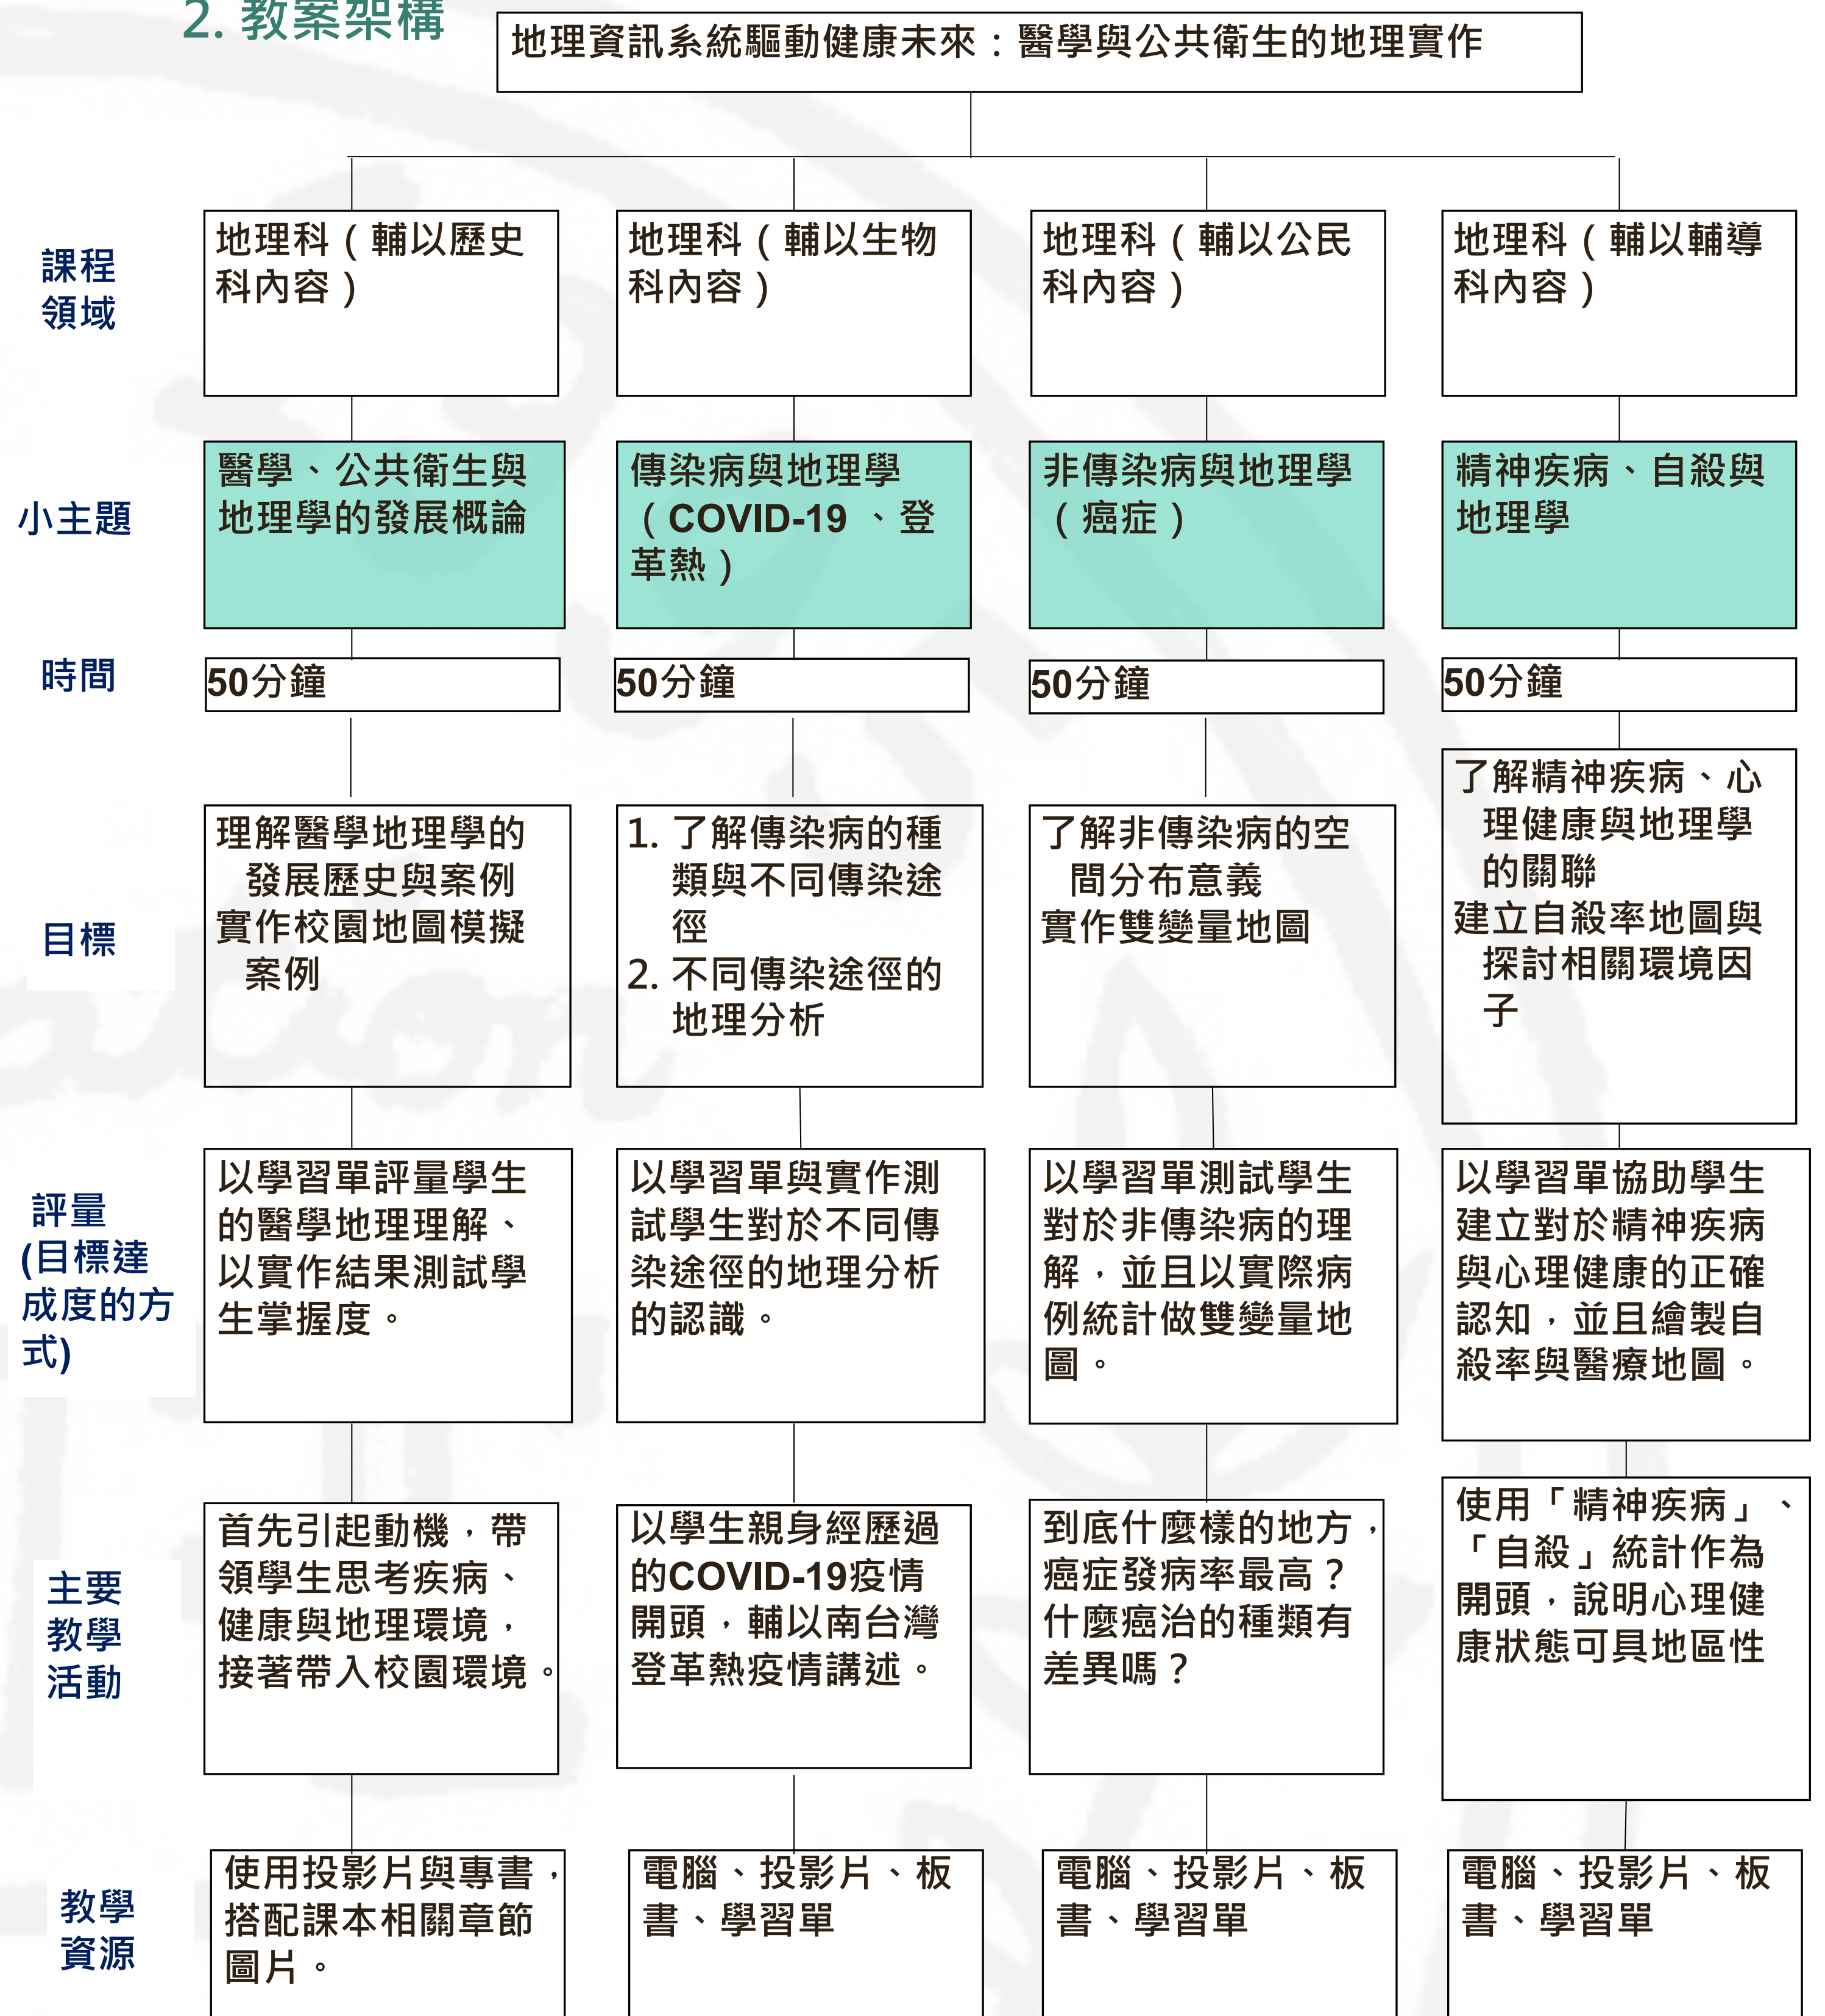 2. 教案架構
地理資訊系統驅動健康未來：醫學與公共衛生的地理實作
課程
領域
地理科（輔以歷史
科內容）
地理科（輔以生物
科內容）
地理科（輔以公民
科內容）
地理科（輔以輔導
科內容）
小主題
醫學、公共衛生與
地理學的發展概論
傳染病與地理學
（COVID-19 、登
革熱）
非傳染病與地理學
（癌症）
精神疾病、自殺與
地理學
時間
50分鐘
50分鐘
50分鐘
50分鐘
目標
理解醫學地理學的
發展歷史與案例
實作校園地圖模擬
案例
1. 了解傳染病的種
類與不同傳染途
徑
2. 不同傳染途徑的
地理分析
了解非傳染病的空
間分布意義
實作雙變量地圖
了解精神疾病、心
理健康與地理學
的關聯
建立自殺率地圖與
探討相關環境因
子
評量
(目標達
成度的方
式)
以學習單評量學生
的醫學地理理解、
以實作結果測試學
生掌握度。
以學習單與實作測
試學生對於不同傳
染途徑的地理分析
的認識。
以學習單測試學生
對於非傳染病的理
解，並且以實際病
例統計做雙變量地
圖。
以學習單協助學生
建立對於精神疾病
與心理健康的正確
認知，並且繪製自
殺率與醫療地圖。
主要
教學
活動
首先引起動機，帶
領學生思考疾病、
健康與地理環境，
接著帶入校園環境。
以學生親身經歷過
的COVID-19疫情
開頭，輔以南台灣
登革熱疫情講述。
到底什麼樣的地方，
癌症發病率最高？
什麼癌治的種類有
差異嗎？
使用「精神疾病」、
「自殺」統計作為
開頭，說明心理健
康狀態可具地區性
教學
資源
使用投影片與專書，
搭配課本相關章節
圖片。
電腦、投影片、板
書、學習單
電腦、投影片、板
書、學習單
電腦、投影片、板
書、學習單